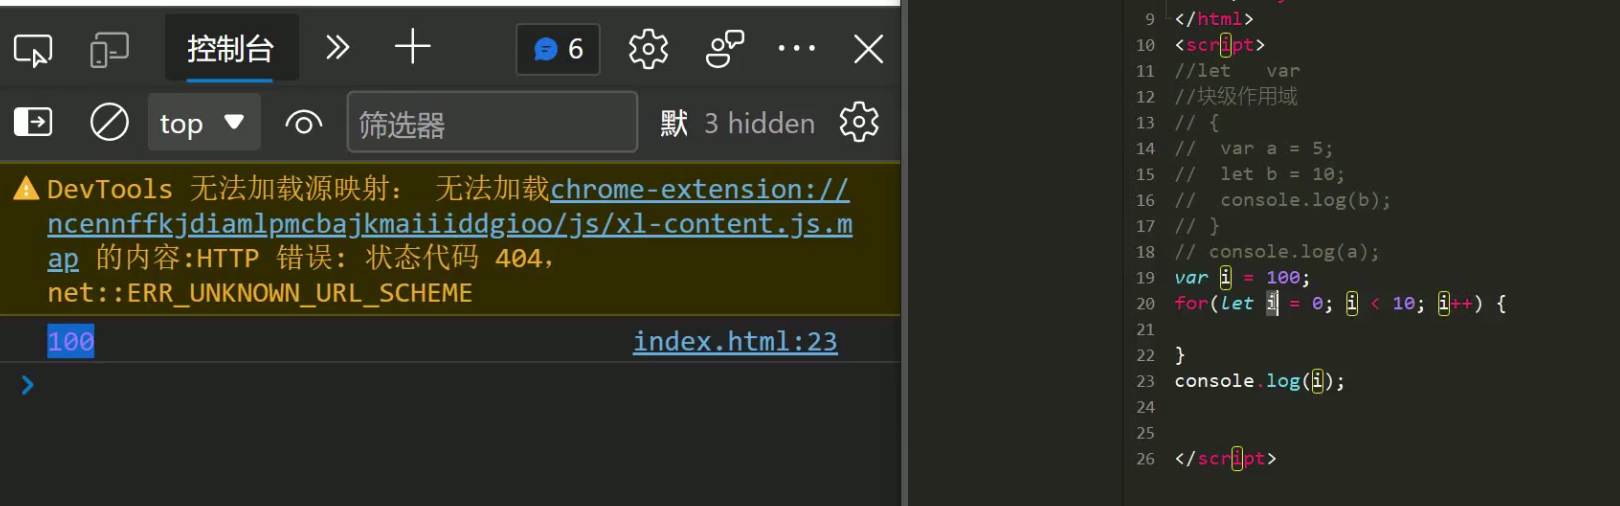 控制台
6
top
筛选器
默
3 hidden
DevTools 无法加载源映射： 无法加载chrome-extension://
ncennffkjdiamlpmcbajkmaiiiddgioo/js/xl-content.js.m
ap 的内容:HTTP 错误: 状态代码 404，
net::ERR_UNKNOWN_URL_SCHEME
100
index.html:23
9 </html>
10 <script>
11 //let   var
12 //块级作用域
13 // {
14 //  var a = 5;
15 //  let b = 10;
16 //  console.log(b);
17 // }
18 // console.log(a);
19 var i = 100;
20 for(let i = 0; i < 10; i++) {
21
22 }
23 console.log(i);
24
25
26 </script>